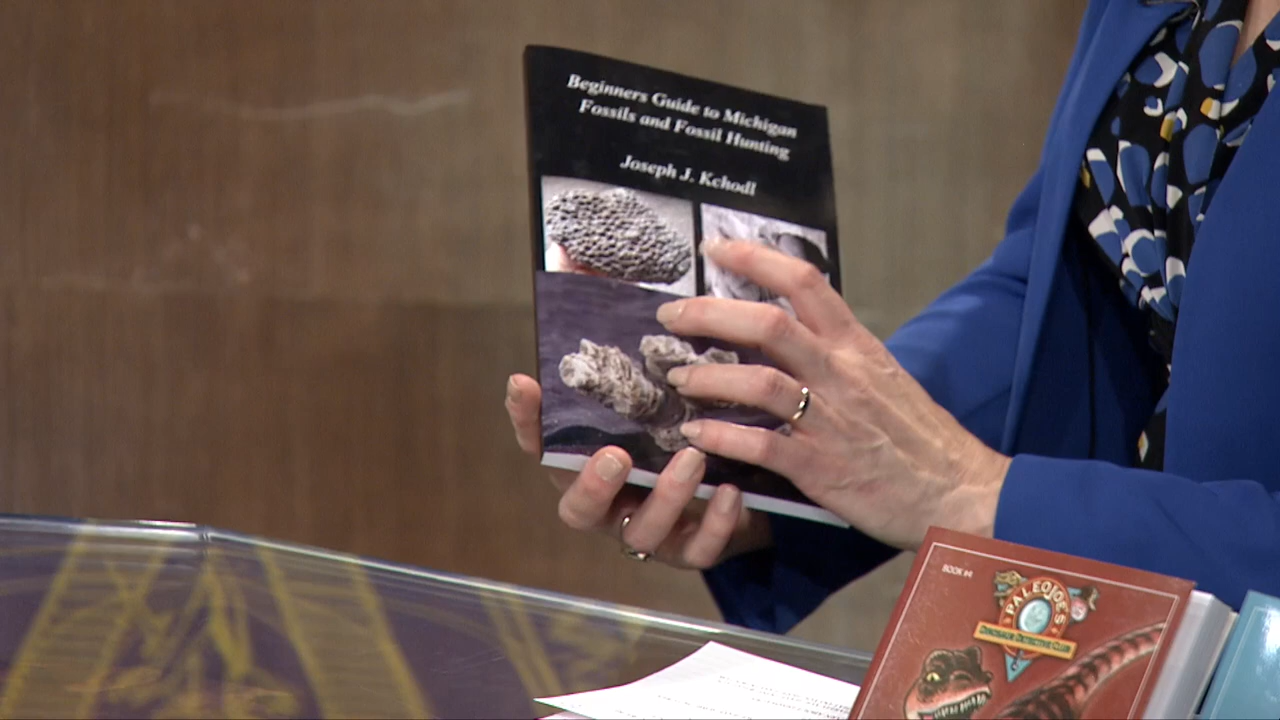 Beginners Guide to Michigan
Fossils and Fossil Hunting
Joseph J. Kchodl
BOOK #4
PALEOJOE'S
DINOSAUR DETECTIVE CLUB